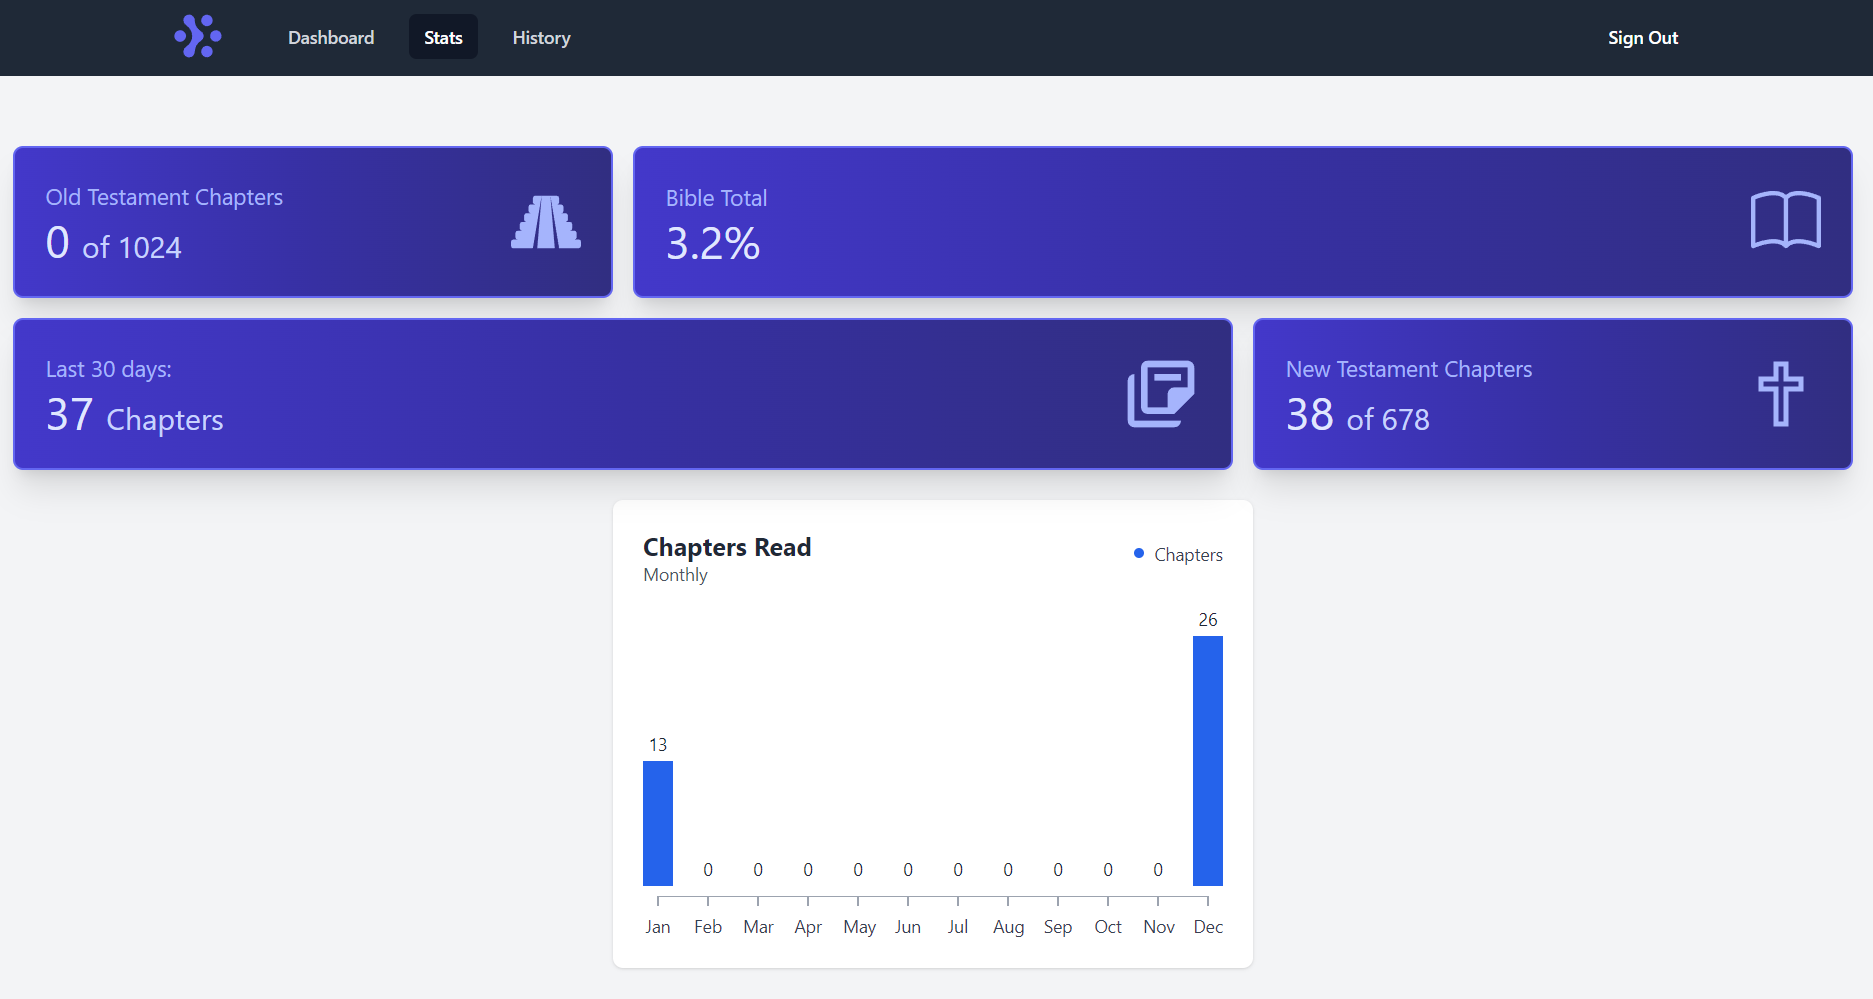 Dashboard Stats History Sign Out
Old Testament Chapters
0 of 1024
Bible Total
3.2%
Last 30 days:
37 Chapters
New Testament Chapters
38 of 678
Chapters Read
Monthly
Chapters
26
13
0 0 0 0 0 0 0 0 0 0
Jan Feb Mar Apr May Jun Jul Aug Sep Oct Nov Dec